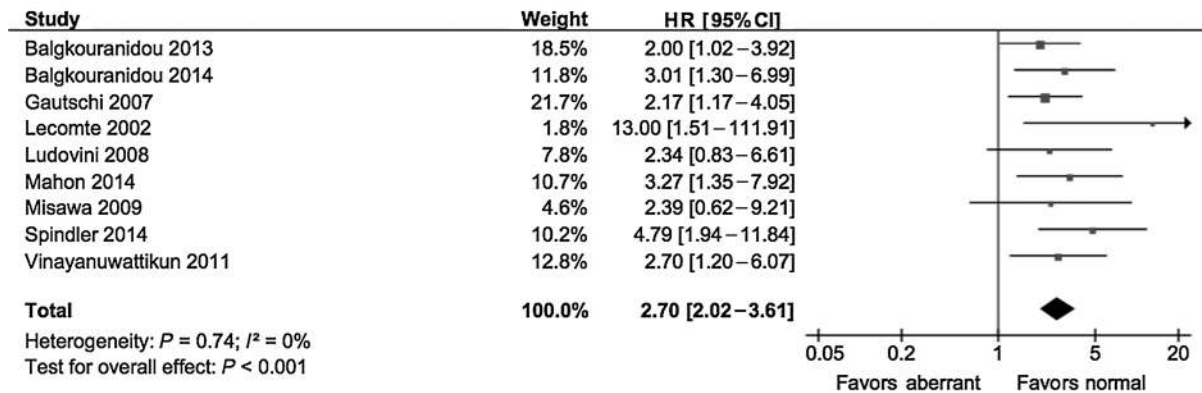 Study Weight HR [95%CI]
Balgkouranidou 2013 18.5% 2.00 [1.02–3.92]
Balgkouranidou 2014 11.8% 3.01 [1.30–6.99]
Gautschi 2007 21.7% 2.17 [1.17–4.05]
Lecomte 2002 1.8% 13.00 [1.51–111.91]
Ludovini 2008 7.8% 2.34 [0.83–6.61]
Mahon 2014 10.7% 3.27 [1.35–7.92]
Misawa 2009 4.6% 2.39 [0.62–9.21]
Spindler 2014 10.2% 4.79 [1.94–11.84]
Vinayanuwattikun 2011 12.8% 2.70 [1.20–6.07]
Total 100.0% 2.70 [2.02–3.61]
Heterogeneity: P = 0.74; I² = 0%
Test for overall effect: P < 0.001
0.05 0.2 1 5 20
Favors aberrant Favors normal